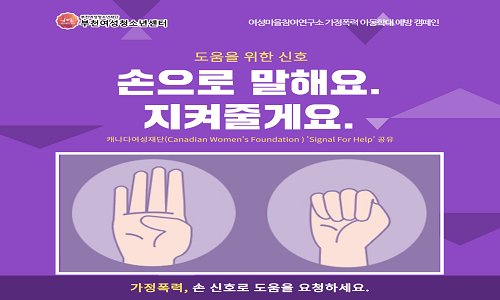 부천여성청소년센터
여성마을참여연구소 가정폭력 아동학대 예방 캠페인
도움을 위한 신호
손으로 말해요.
지켜줄게요.
캐나다여성재단(Canadian Women's Foundation ) 'Signal For Help' 공유
가정폭력, 손 신호로 도움을 요청하세요.